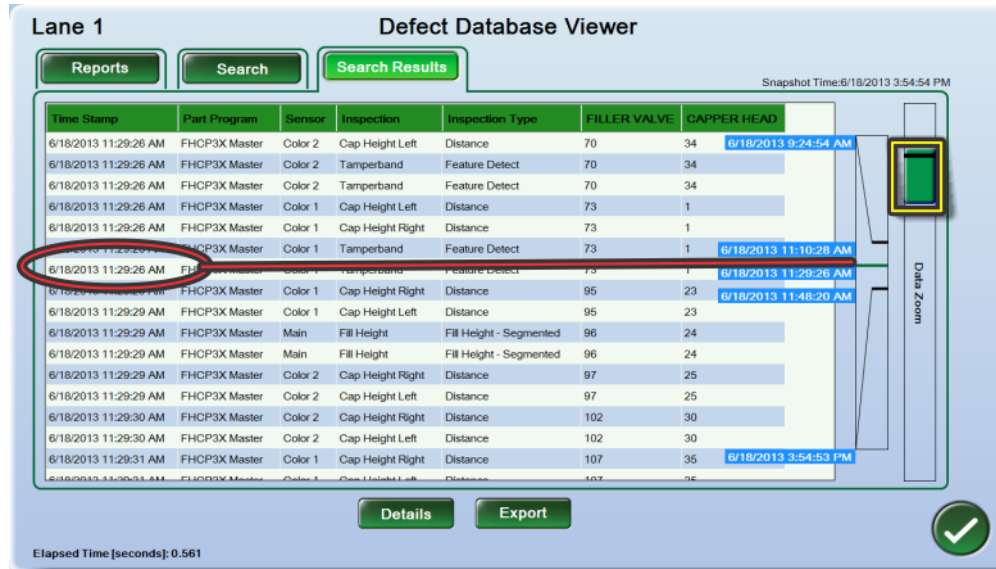 Lane 1
Defect Database Viewer
Reports
Search
Search Results
Snapshot Time:6/18/2013 3:54:54 PM
Time Stamp Part Program Sensor Inspection Inspection Type FILLER VALVE CAPPER HEAD
6/18/2013 11:29:26 AM FHCP3X Master Color 2 Cap Height Left Distance 70 34 6/18/2013 9:24:54 AM
6/18/2013 11:29:26 AM FHCP3X Master Color 2 Tamperband Feature Detect 70 34
6/18/2013 11:29:26 AM FHCP3X Master Color 2 Tamperband Feature Detect 70 34
6/18/2013 11:29:26 AM FHCP3X Master Color 1 Cap Height Left Distance 73 1
6/18/2013 11:29:26 AM FHCP3X Master Color 1 Cap Height Right Distance 73 1
Master Color 1 Tamperband Feature Detect 73 1 6/18/2013 11:10:28 AM
6/18/2013 11:29:26 AM Color 1 Tamperband Feature Detect 73 1 6/18/2013 11:29:26 AM
FHCP3X Master Color 1 Cap Height Right Distance 95 23 6/18/2013 11:48:20 AM
6/18/2013 11:29:29 AM FHCP3X Master Color 1 Cap Height Left Distance 95 23
6/18/2013 11:29:29 AM FHCP3X Master Main Fill Height Fill Height - Segmented 96 24
6/18/2013 11:29:29 AM FHCP3X Master Main Fill Height Fill Height - Segmented 96 24
6/18/2013 11:29:29 AM FHCP3X Master Color 2 Cap Height Right Distance 97 25
6/18/2013 11:29:29 AM FHCP3X Master Color 2 Cap Height Left Distance 97 25
6/18/2013 11:29:30 AM FHCP3X Master Color 2 Cap Height Right Distance 102 30
6/18/2013 11:29:30 AM FHCP3X Master Color 2 Cap Height Left Distance 102 30
6/18/2013 11:29:31 AM FHCP3X Master Color 1 Cap Height Right Distance 107 35 6/18/2013 3:54:53 PM
Data Zoom
Details
Export
Elapsed Time [seconds]: 0.561